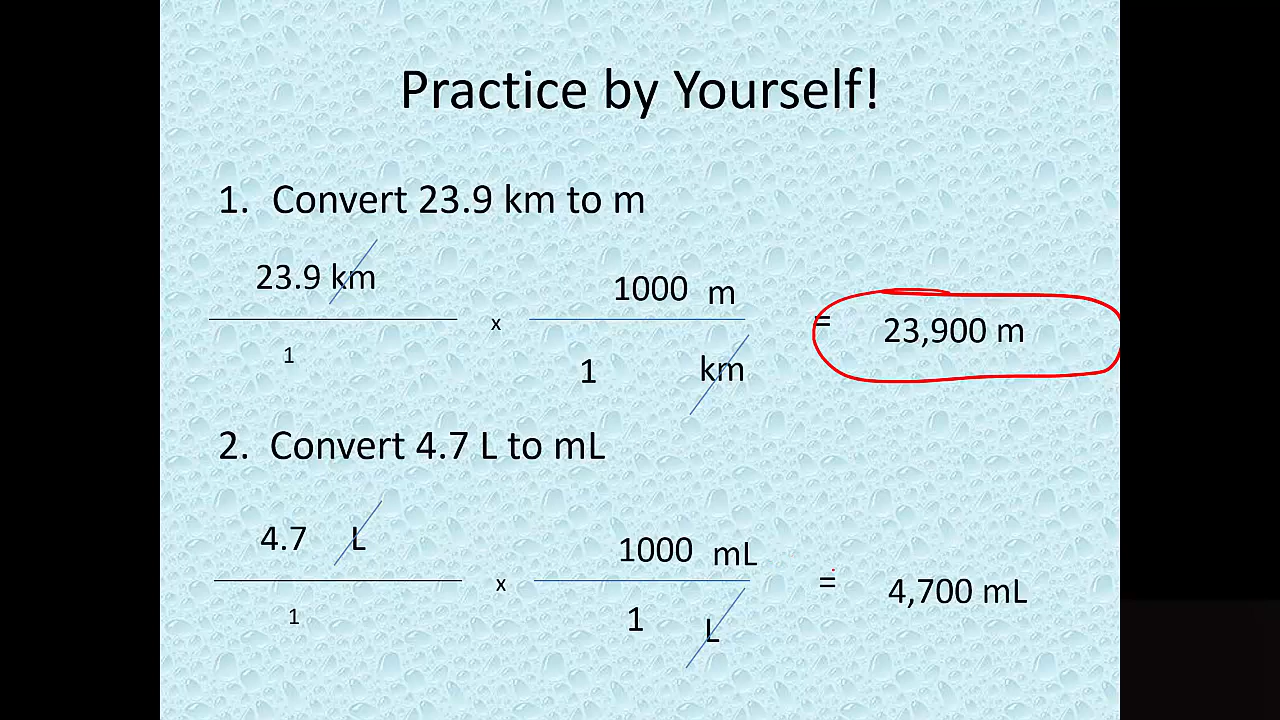 Practice by Yourself!
1. Convert 23.9 km to m
23.9 km
1
x
1000 m
1 km
= 23,900 m
2. Convert 4.7 L to mL
4.7 L
1
x
1000 mL
1 L
= 4,700 mL